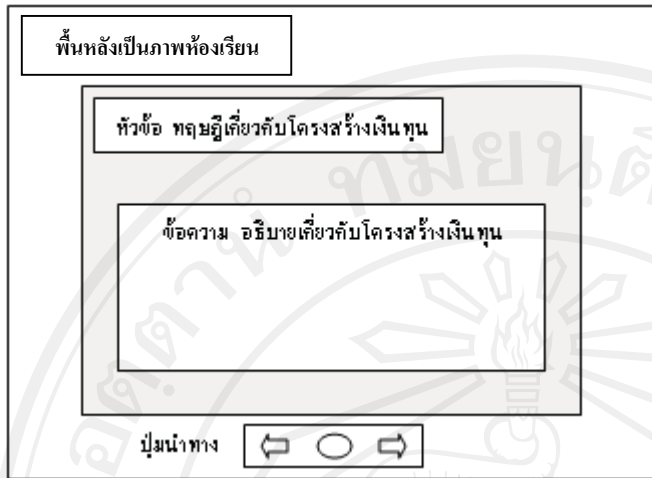 พื้นหลังเป็นภาพห้องเรียน
หัวข้อ ทฤษฎีเกี่ยวกับโครงสร้างเงินทุน
ข้อความ อธิบายเกี่ยวกับโครงสร้างเงินทุน
ปุ่มนำทาง